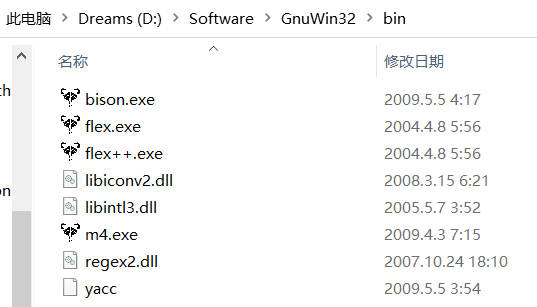 此电脑 > Dreams (D:) > Software > GnuWin32 > bin
名称 修改日期
th
bison.exe 2009.5.5 4:17
flex.exe 2004.4.8 5:56
flex++.exe 2004.4.8 5:56
libiconv2.dll 2008.3.15 6:21
on
libintl3.dll 2005.5.7 3:52
m4.exe 2009.4.3 7:15
regex2.dll 2007.10.24 18:10
yacc 2009.5.5 3:54